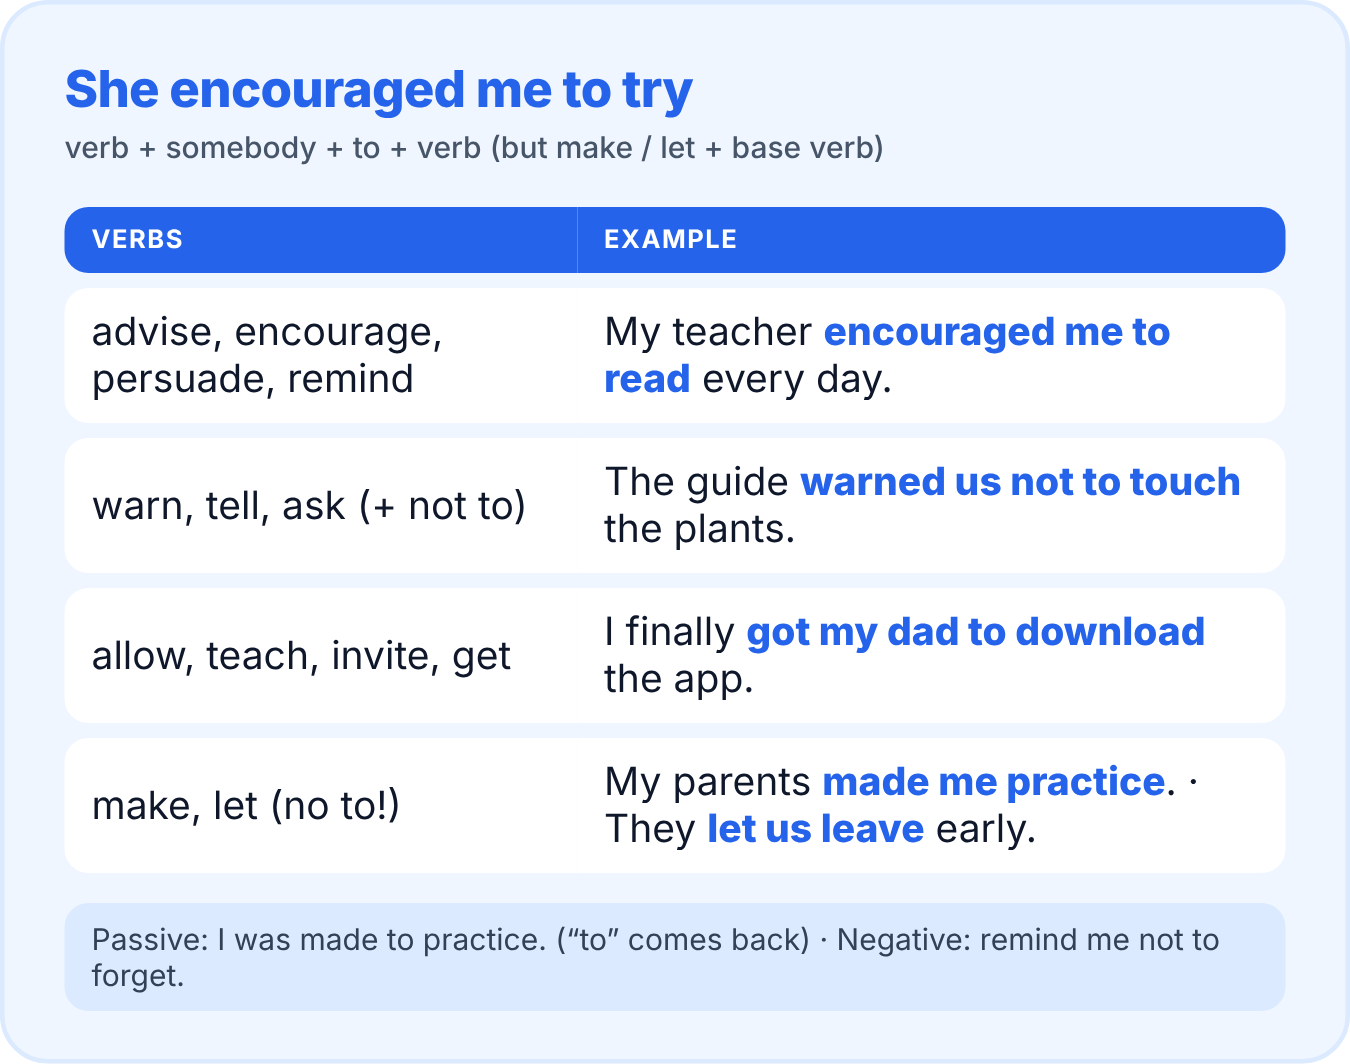 She encouraged me to try
verb + somebody + to + verb (but make / let + base verb)
VERBS
EXAMPLE
advise, encourage,
persuade, remind
My teacher encouraged me to
read every day.
warn, tell, ask (+ not to)
The guide warned us not to touch
the plants.
allow, teach, invite, get
I finally got my dad to download
the app.
make, let (no to!)
My parents made me practice. ·
They let us leave early.
Passive: I was made to practice. (“to” comes back) · Negative: remind me not to
forget.